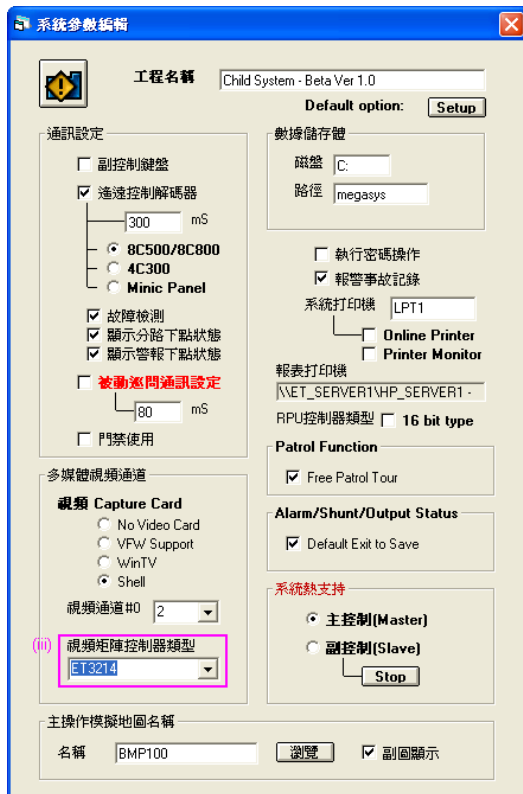 系統參數編輯
工程名稱 Child System - Beta Ver 1.0
Default option: Setup
通訊設定
副控制鍵盤
遙遠控制解碼器
300 mS
8C500/8C800
4C300
Minic Panel
故障檢測
顯示分路下點狀態
顯示警報下點狀態
被動巡問通訊設定
80 mS
門禁使用
數據儲存體
磁盤 C:
路徑 megasys
執行密碼操作
報警事故記錄
系統打印機 LPT1
Online Printer
Printer Monitor
報表打印機
\\ET_SERVER1\HP_SERVER1 -
RPU控制器類型 16 bit type
Patrol Function
Free Patrol Tour
多媒體視頻通道
視頻 Capture Card
No Video Card
VFW Support
WinTV
Shell
視頻通道#0 2
(iii) 視頻矩陣控制器類型
ET3214
Alarm/Shunt/Output Status
Default Exit to Save
系統熱支持
主控制(Master)
副控制(Slave)
Stop
主操作模擬地圖名稱
名稱 BMP100 瀏覽 副圖顯示